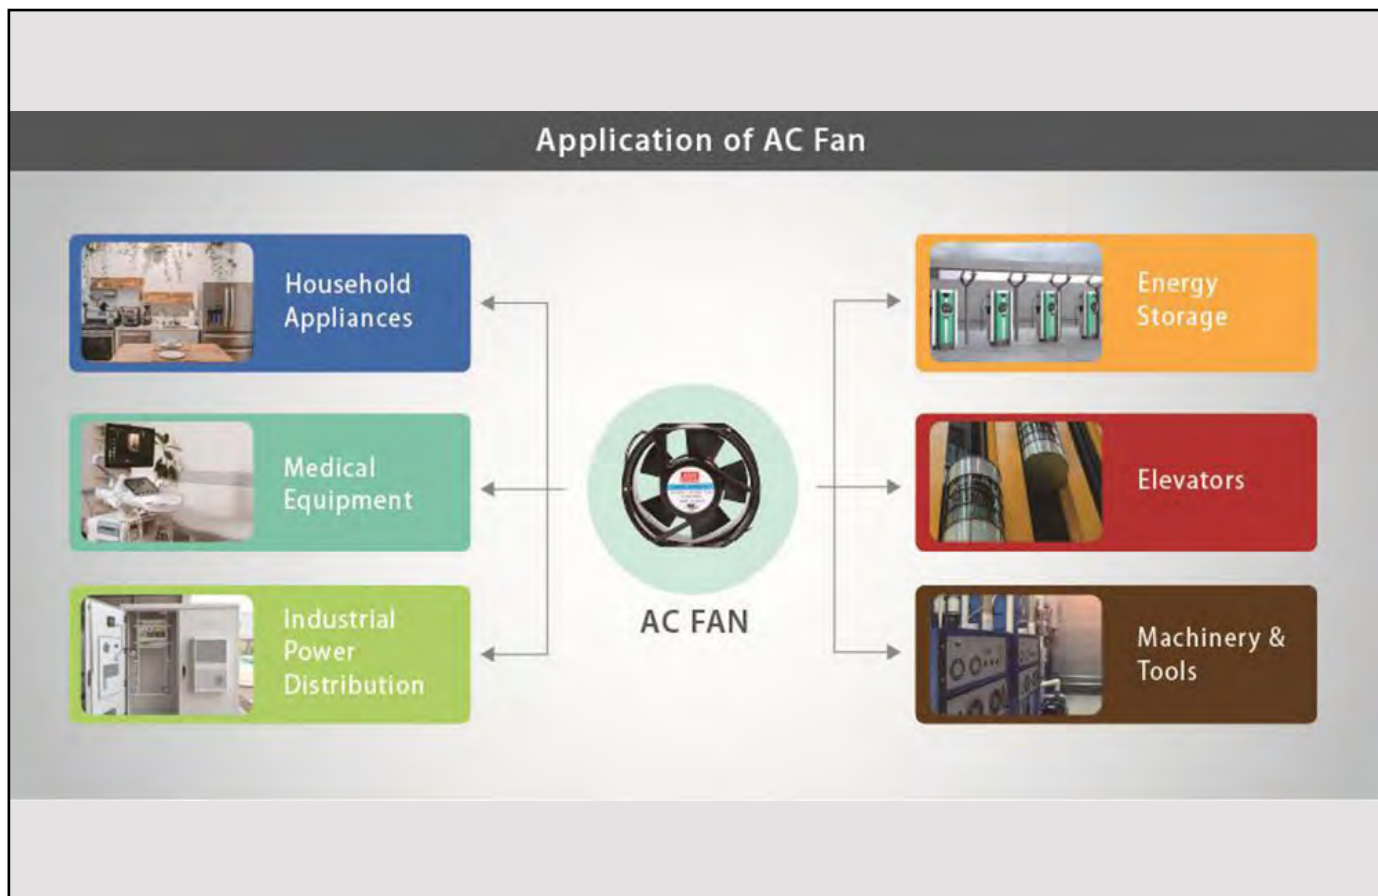 Application of AC Fan
Household
Appliances
Medical
Equipment
Industrial
Power
Distribution
AC FAN
Energy
Storage
Elevators
Machinery &
Tools